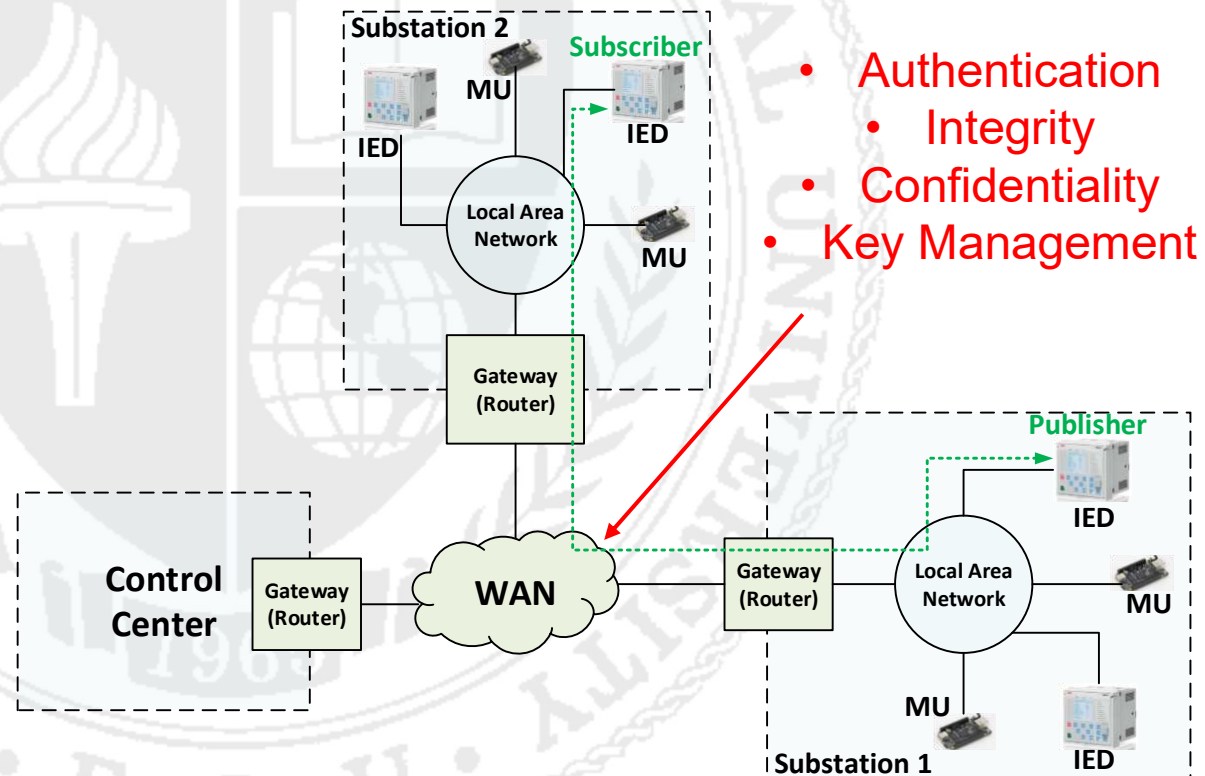 Substation 2
MU
Subscriber
IED
IED
Local Area
Network
MU
Gateway
(Router)
• Authentication
• Integrity
• Confidentiality
• Key Management
Control
Center
Gateway
(Router)
WAN
Gateway
(Router)
Publisher
IED
Local Area
Network
MU
MU
IED
Substation 1
1965